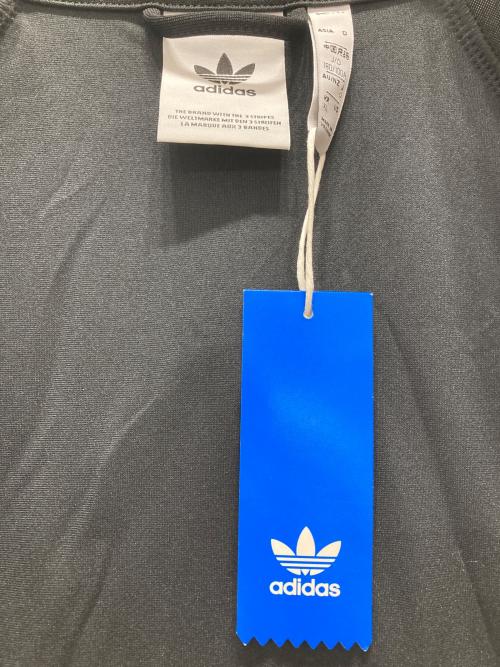 adidas
THE BRAND WITH THE 3 STRIPES
DIE WELTMARKE MIT DEN 3 STREIFEN
LA MARQUE AUX 3 BANDES
ASIA O
J/O
adidas